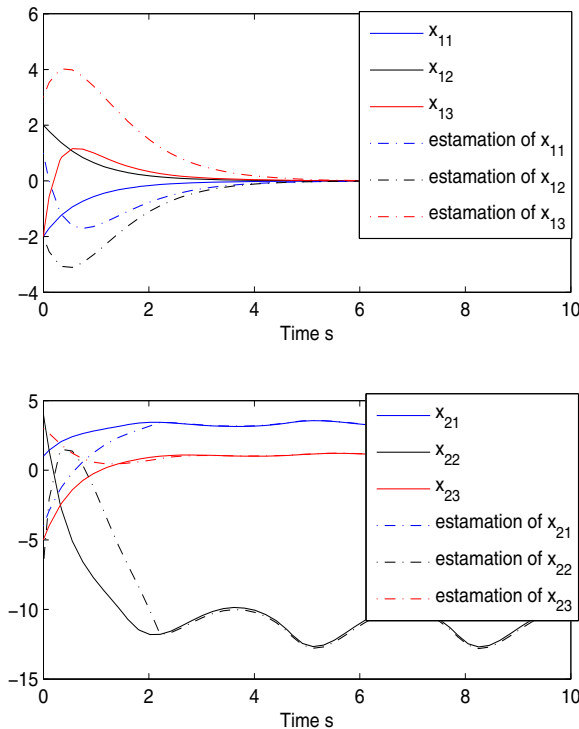 6
4
2
0
−2
−4
0
2
4
6
8
10
Time s
x11
x12
x13
estamation of x11
estamation of x12
estamation of x13
5
0
−5
−10
−15
0
2
4
6
8
10
Time s
x21
x22
x23
estamation of x21
estamation of x22
estamation of x23